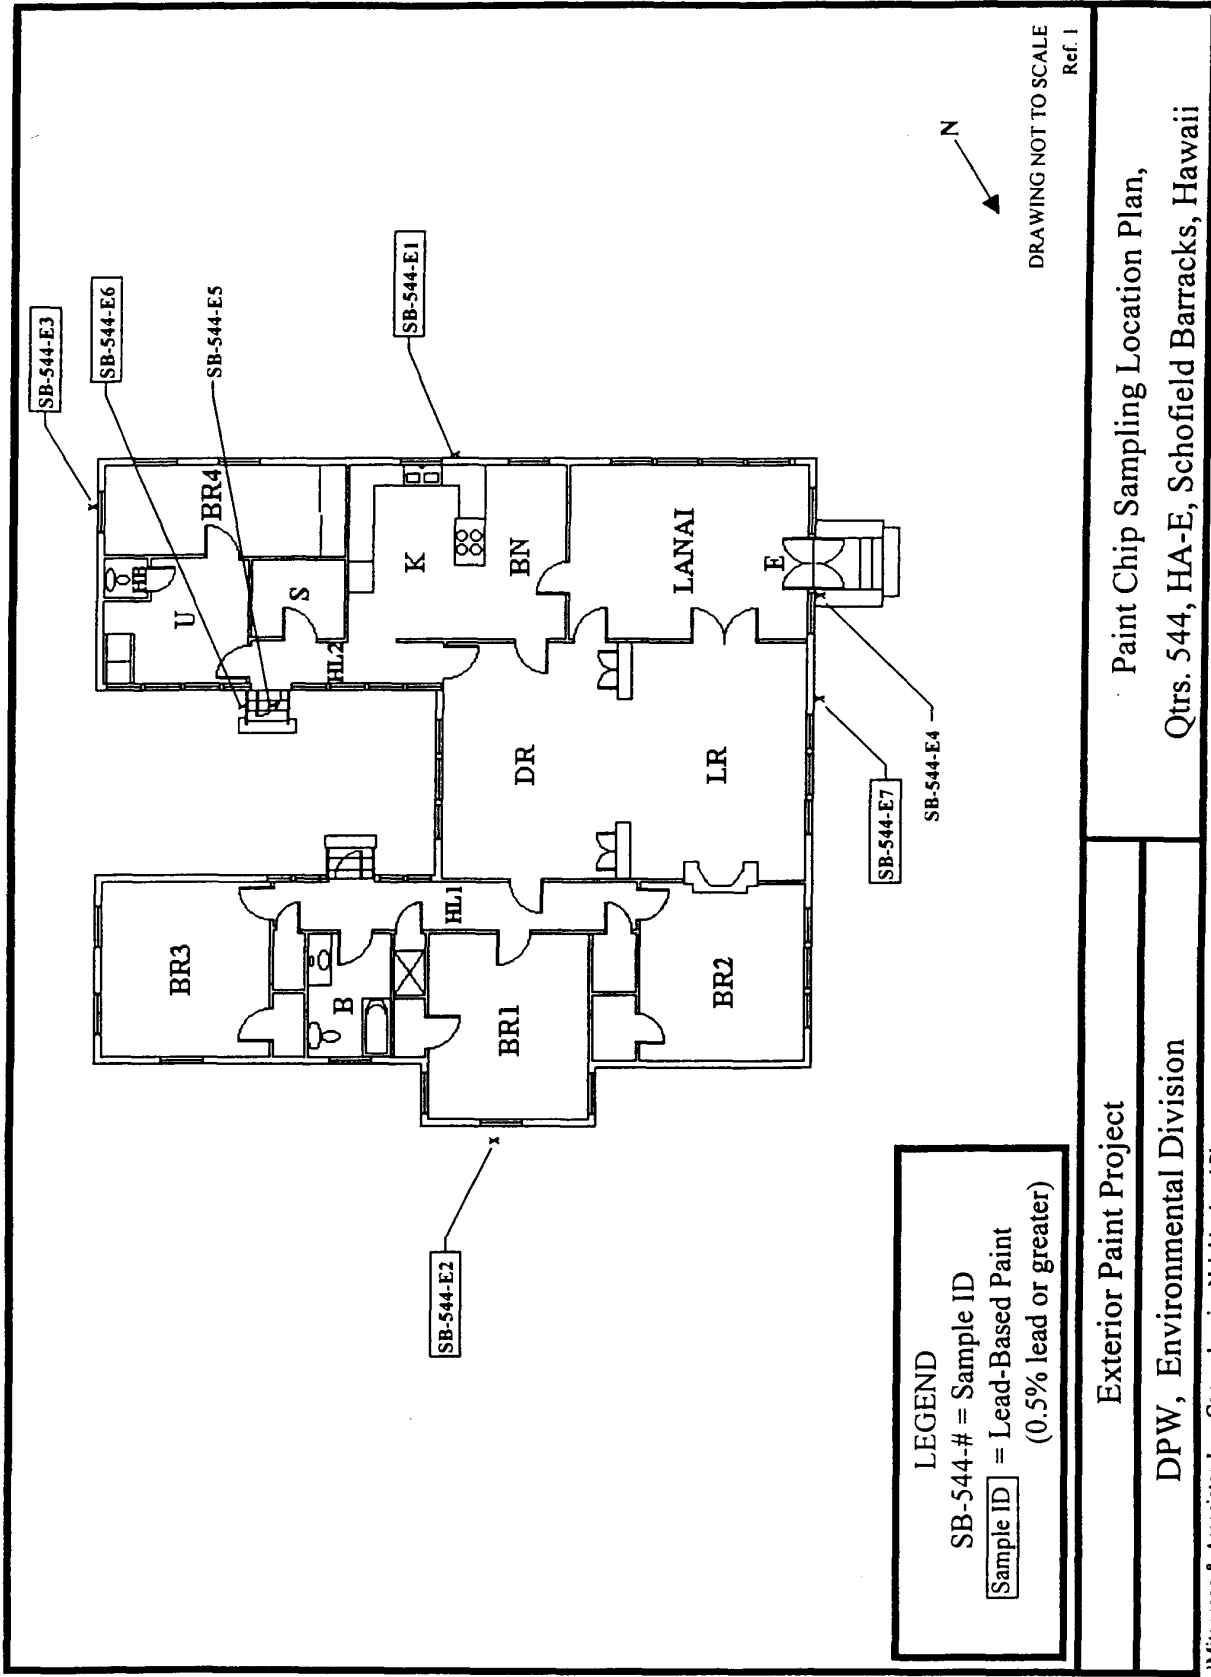 SB-544-E3
SB-544-E6
SB-544-E5
SB-544-E1
BR4
HB
U
S
HL2
K
BN
LANAI
E
DR
LR
BR3
B
HL1
BR1
BR2
SB-544-E2
SB-544-E7
SB-544-E4
N
DRAWING NOT TO SCALE
Ref. 1
LEGEND
SB-544-# = Sample ID
Sample ID = Lead-Based Paint
(0.5% lead or greater)
Exterior Paint Project
DPW, Environmental Division
Paint Chip Sampling Location Plan,
Qtrs. 544, HA-E, Schofield Barracks, Hawaii